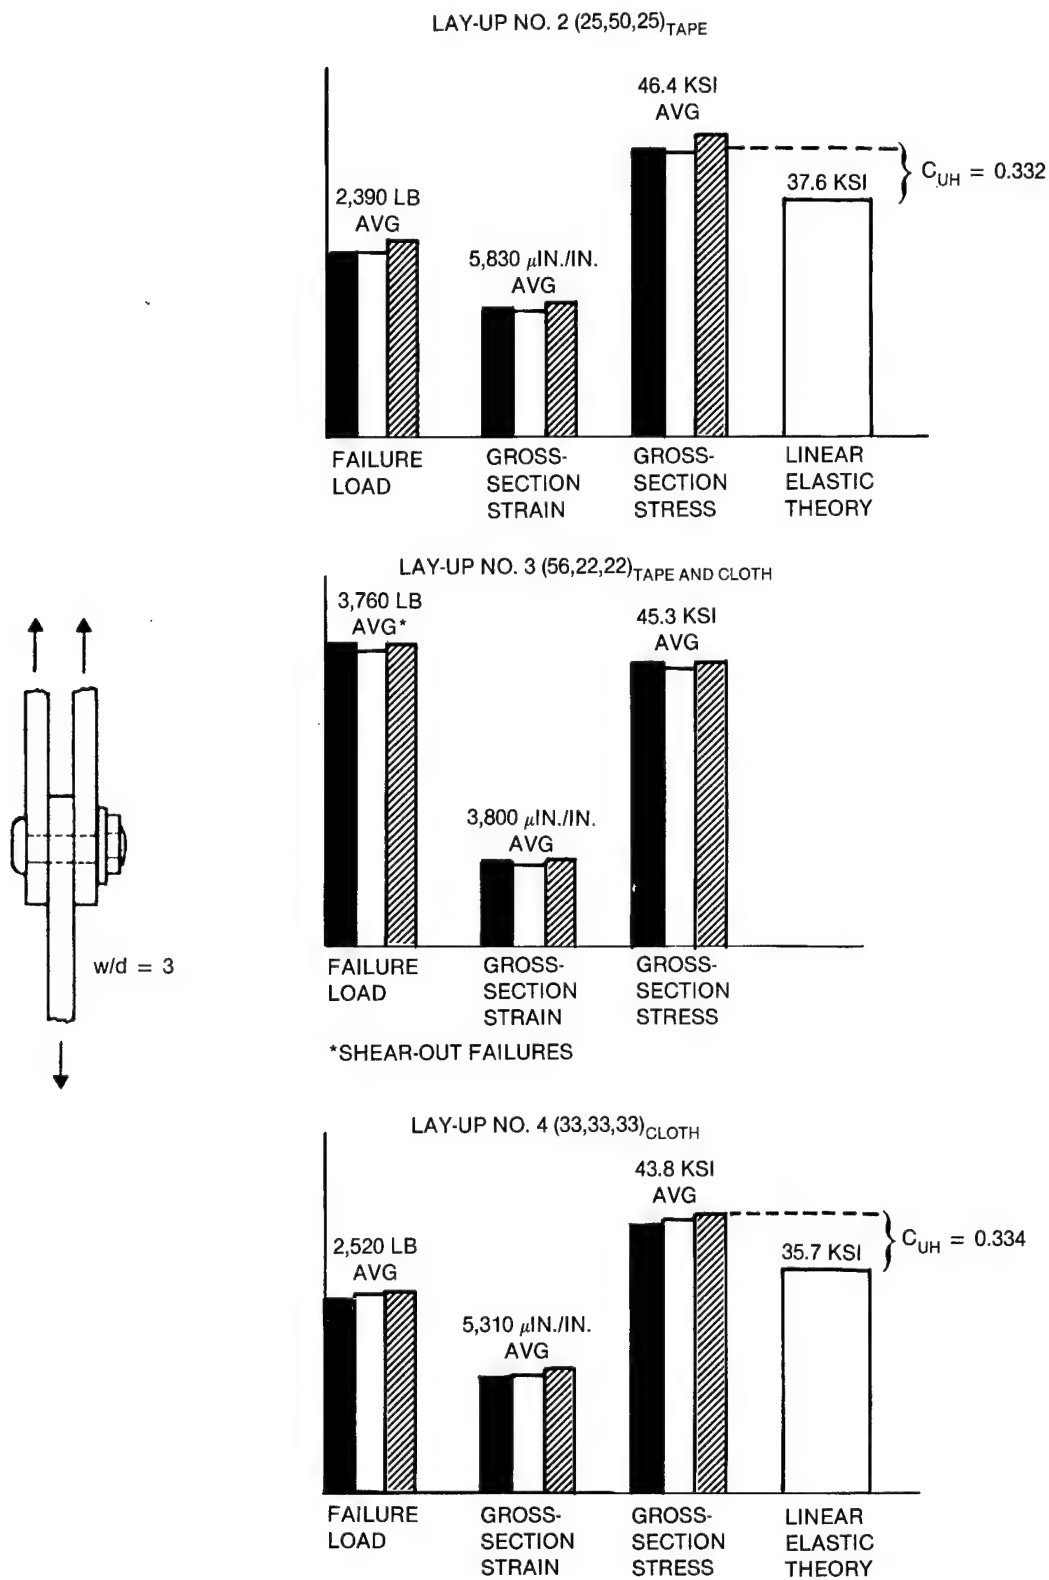 LAY-UP NO. 2 (25,50,25)TAPE
46.4 KSI
AVG
37.6 KSI
CUH = 0.332
2,390 LB
AVG
5,830 μIN./IN.
AVG
FAILURE
LOAD
GROSS-
SECTION
STRAIN
GROSS-
SECTION
STRESS
LINEAR
ELASTIC
THEORY
LAY-UP NO. 3 (56,22,22)TAPE AND CLOTH
3,760 LB
AVG*
45.3 KSI
AVG
3,800 μIN./IN.
AVG
w/d = 3
FAILURE
LOAD
GROSS-
SECTION
STRAIN
GROSS-
SECTION
STRESS
*SHEAR-OUT FAILURES
LAY-UP NO. 4 (33,33,33)CLOTH
43.8 KSI
AVG
2,520 LB
AVG
35.7 KSI
CUH = 0.334
5,310 μIN./IN.
AVG
FAILURE
LOAD
GROSS-
SECTION
STRAIN
GROSS-
SECTION
STRESS
LINEAR
ELASTIC
THEORY